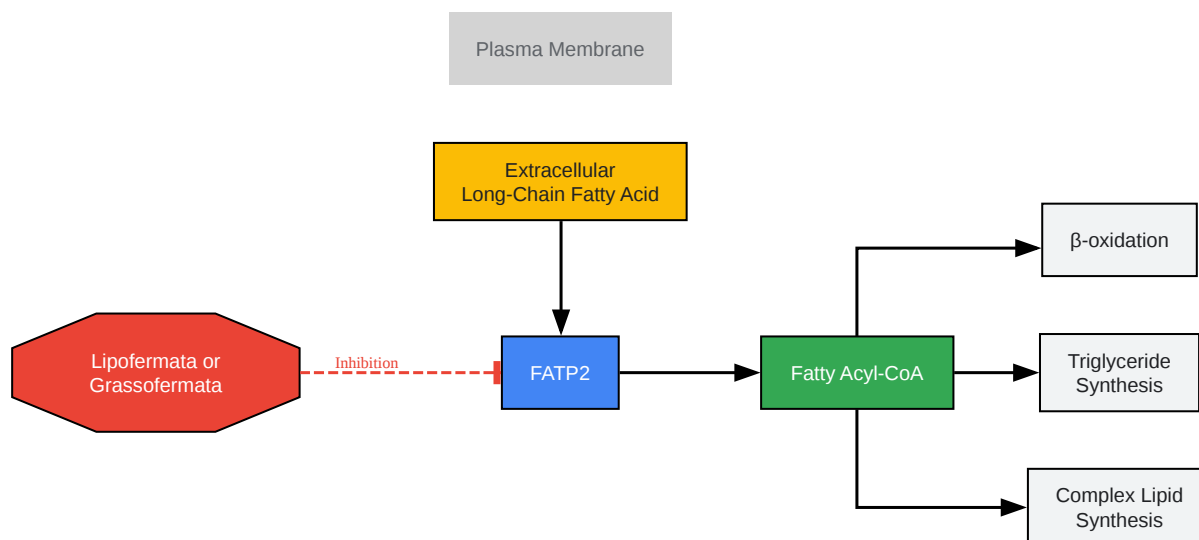 Plasma Membrane
Extracellular
Long-Chain Fatty Acid
β-oxidation
Lipofermata or
Grassofermata
Inhibition
FATP2
Fatty Acyl-CoA
Triglyceride
Synthesis
Complex Lipid
Synthesis